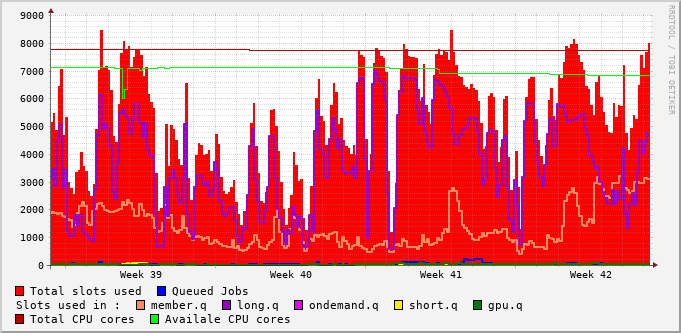 9000
8000
7000
6000
5000
4000
3000
2000
1000
0
Week 39 Week 40 Week 41 Week 42
RRDTOOL / TOBI OETIKER
Total slots used Queued Jobs
Slots used in : member.q long.q ondemand.q short.q gpu.q
Total CPU cores Availale CPU cores